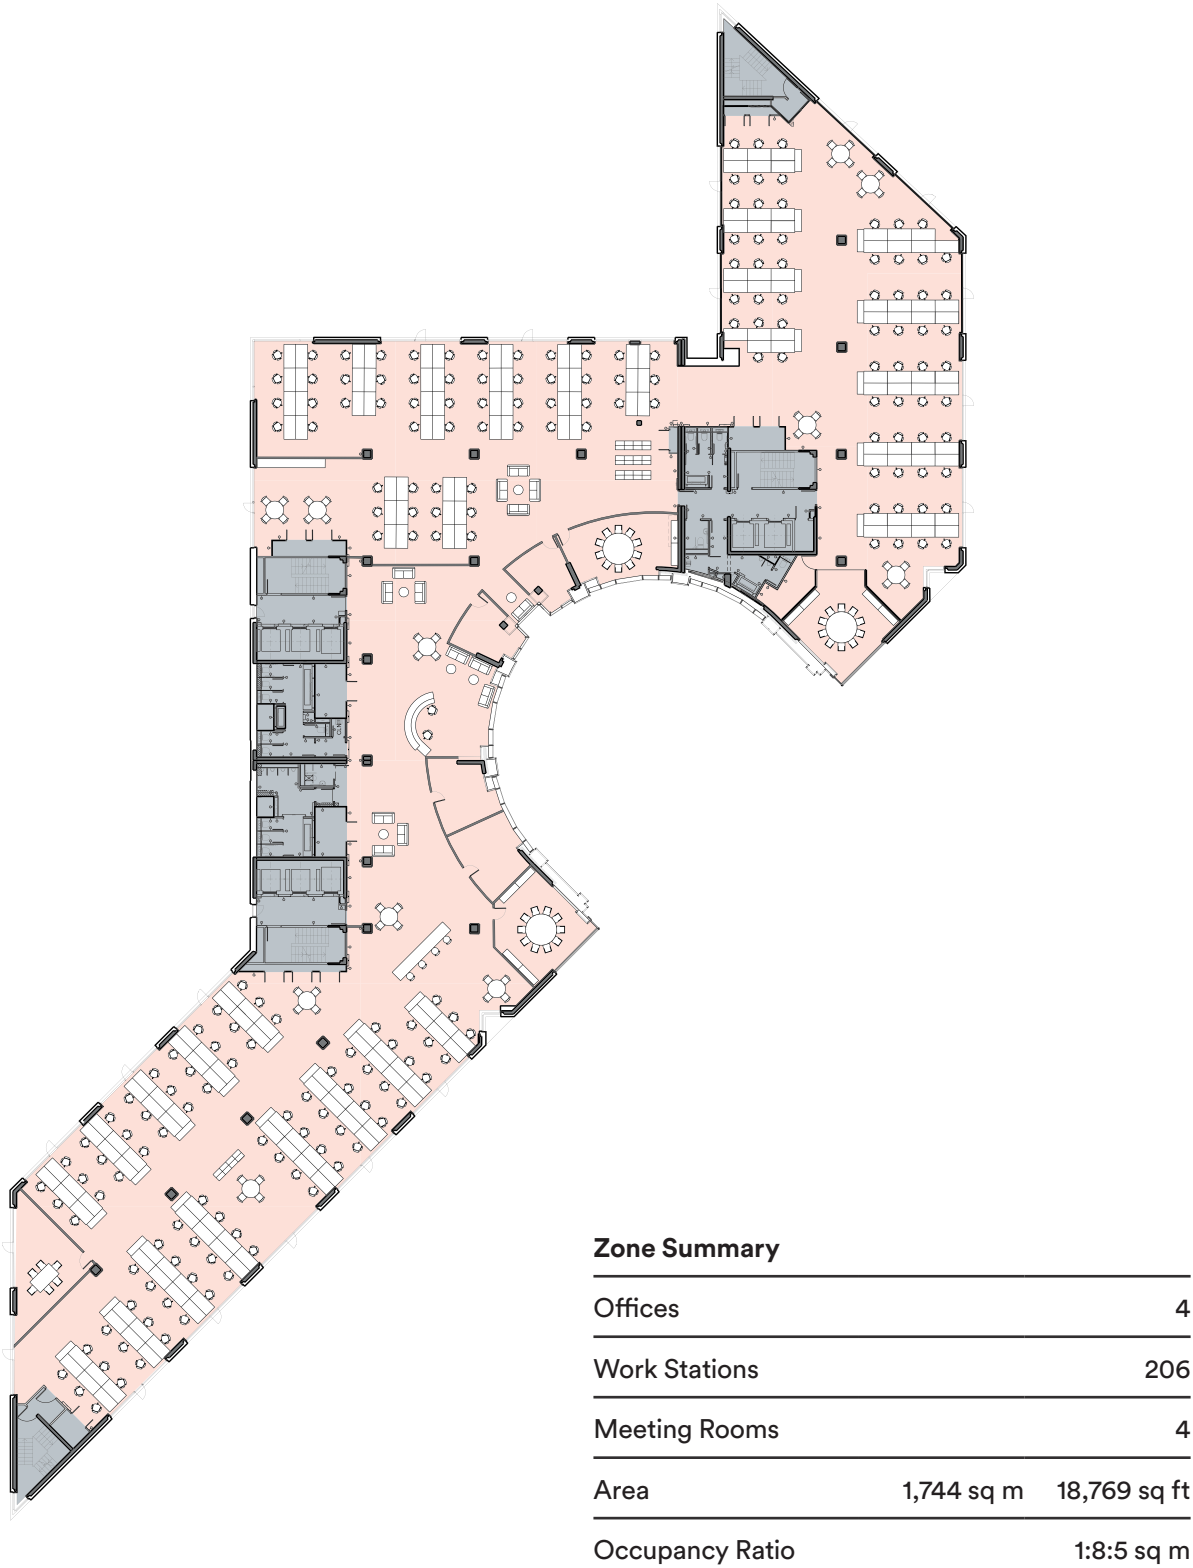 CLNR
Zone Summary
Offices 4
Work Stations 206
Meeting Rooms 4
Area 1,744 sq m 18,769 sq ft
Occupancy Ratio 1:8:5 sq m